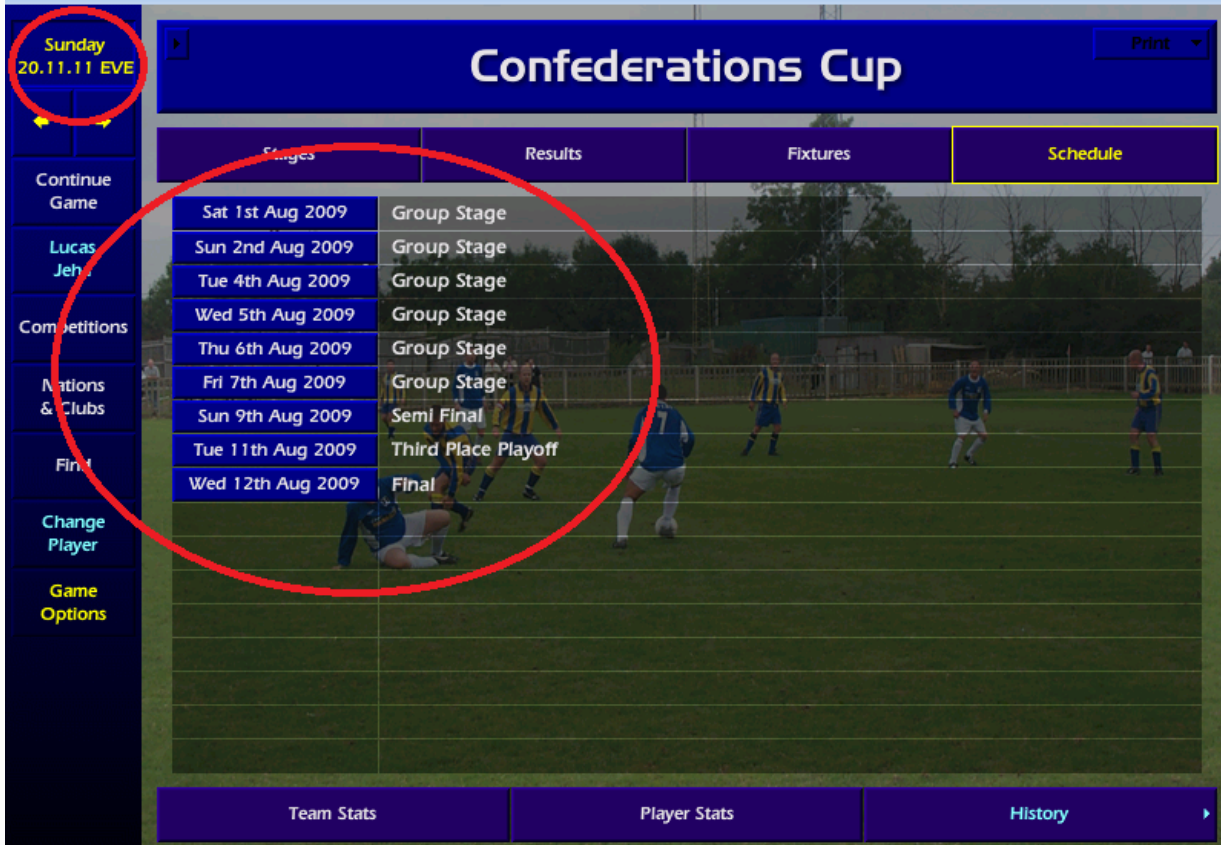 Sunday
20.11.11 EVE
Confederations Cup
Print
Stages
Results
Fixtures
Schedule
Continue
Game
Lucas
Jeha
Competitions
Nations
& Clubs
Find
Change
Player
Game
Options
Sat 1st Aug 2009 Group Stage
Sun 2nd Aug 2009 Group Stage
Tue 4th Aug 2009 Group Stage
Wed 5th Aug 2009 Group Stage
Thu 6th Aug 2009 Group Stage
Fri 7th Aug 2009 Group Stage
Sun 9th Aug 2009 Semi Final
Tue 11th Aug 2009 Third Place Playoff
Wed 12th Aug 2009 Final
7
Team Stats
Player Stats
History